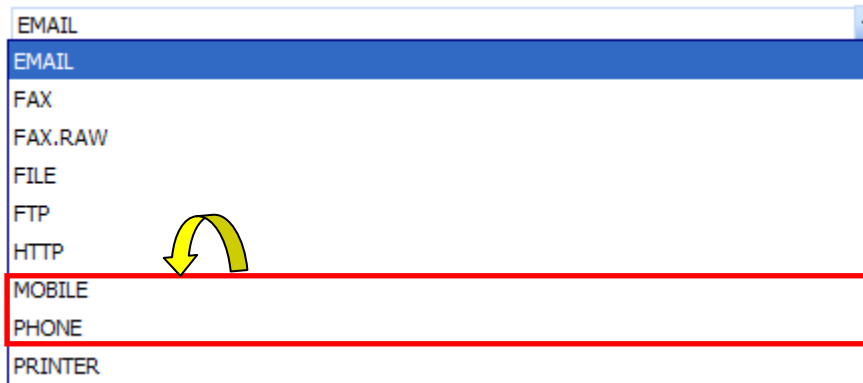 EMAIL
EMAIL
FAX
FAX.RAW
FILE
FTP
HTTP
MOBILE
PHONE
PRINTER